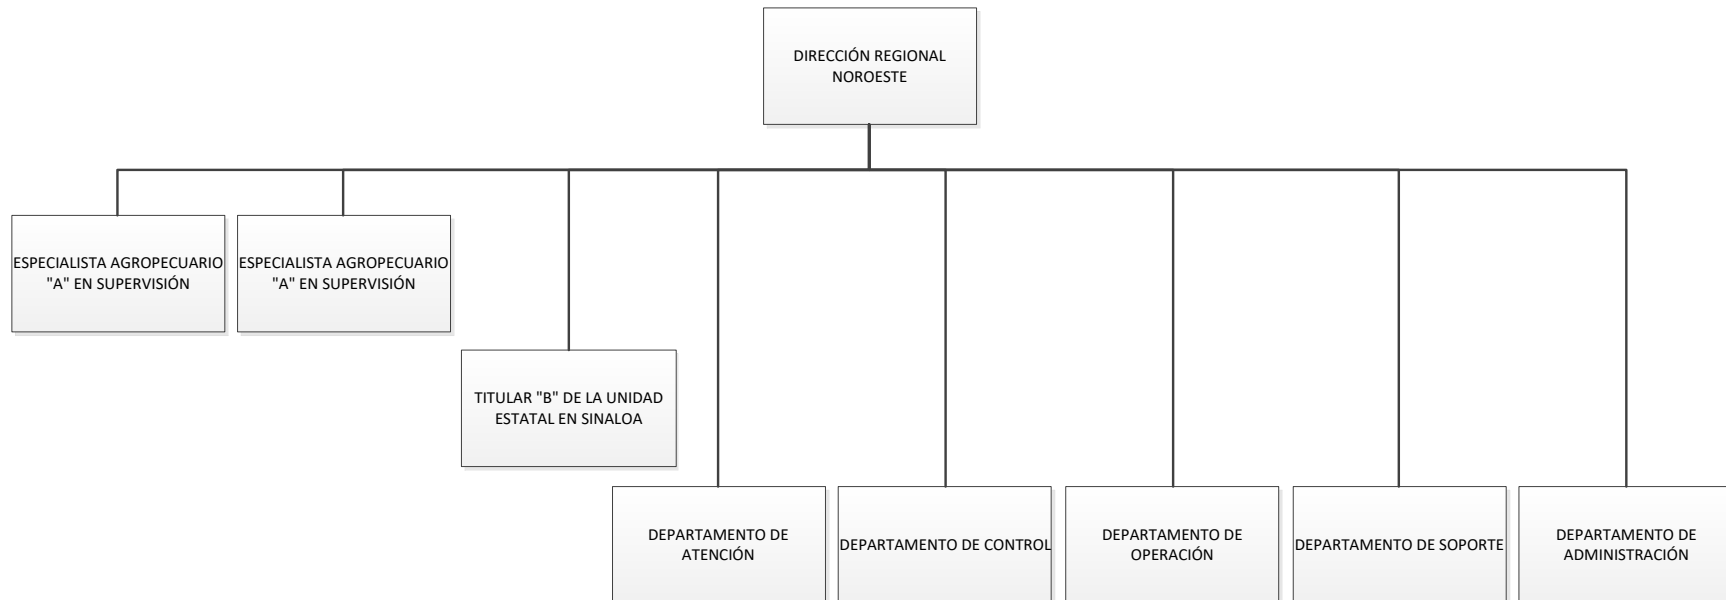 DIRECCIÓN REGIONAL
NOROESTE
ESPECIALISTA AGROPECUARIO
"A" EN SUPERVISIÓN
ESPECIALISTA AGROPECUARIO
"A" EN SUPERVISIÓN
TITULAR "B" DE LA UNIDAD
ESTATAL EN SINALOA
DEPARTAMENTO DE
ATENCIÓN
DEPARTAMENTO DE CONTROL
DEPARTAMENTO DE
OPERACIÓN
DEPARTAMENTO DE SOPORTE
DEPARTAMENTO DE
ADMINISTRACIÓN